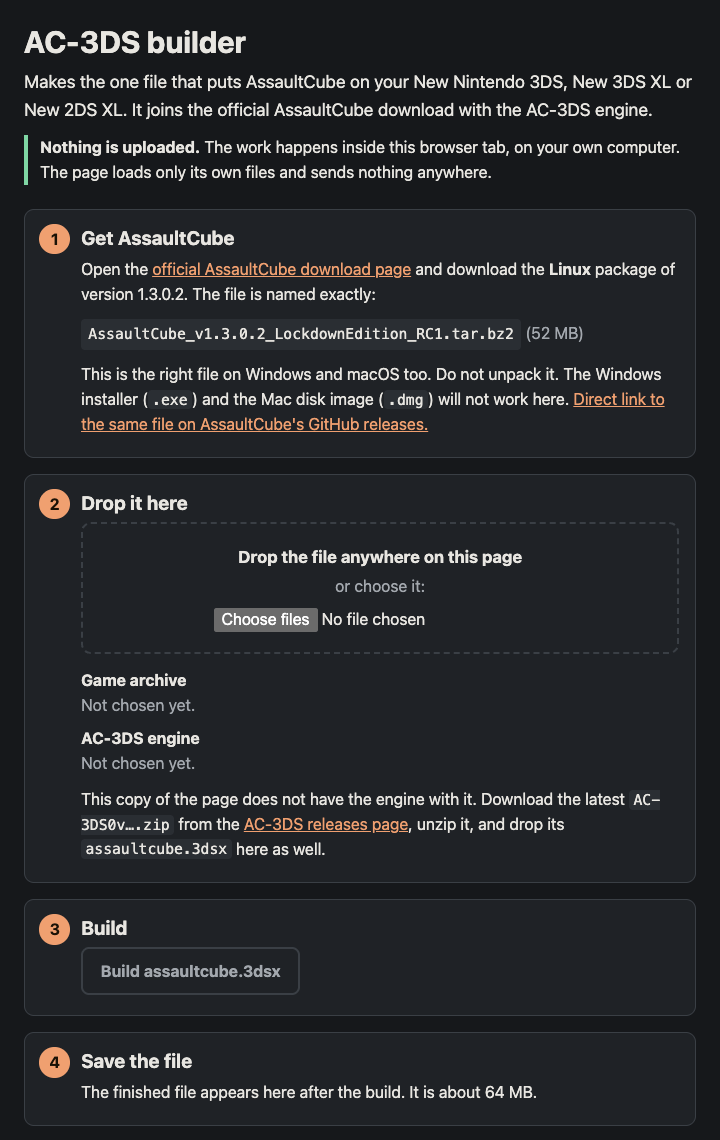 AC-3DS builder
Makes the one file that puts AssaultCube on your New Nintendo 3DS, New 3DS XL or
New 2DS XL. It joins the official AssaultCube download with the AC-3DS engine.
Nothing is uploaded. The work happens inside this browser tab, on your own computer.
The page loads only its own files and sends nothing anywhere.
1 Get AssaultCube
Open the official AssaultCube download page and download the Linux package of
version 1.3.0.2. The file is named exactly:
AssaultCube_v1.3.0.2_LockdownEdition_RC1.tar.bz2 (52 MB)
This is the right file on Windows and macOS too. Do not unpack it. The Windows
installer (.exe) and the Mac disk image (.dmg) will not work here. Direct link to
the same file on AssaultCube's GitHub releases.
2 Drop it here
Drop the file anywhere on this page
or choose it:
Choose files No file chosen
Game archive
Not chosen yet.
AC-3DS engine
Not chosen yet.
This copy of the page does not have the engine with it. Download the latest AC-
3DS0v….zip from the AC-3DS releases page, unzip it, and drop its
assaultcube.3dsx here as well.
3 Build
Build assaultcube.3dsx
4 Save the file
The finished file appears here after the build. It is about 64 MB.